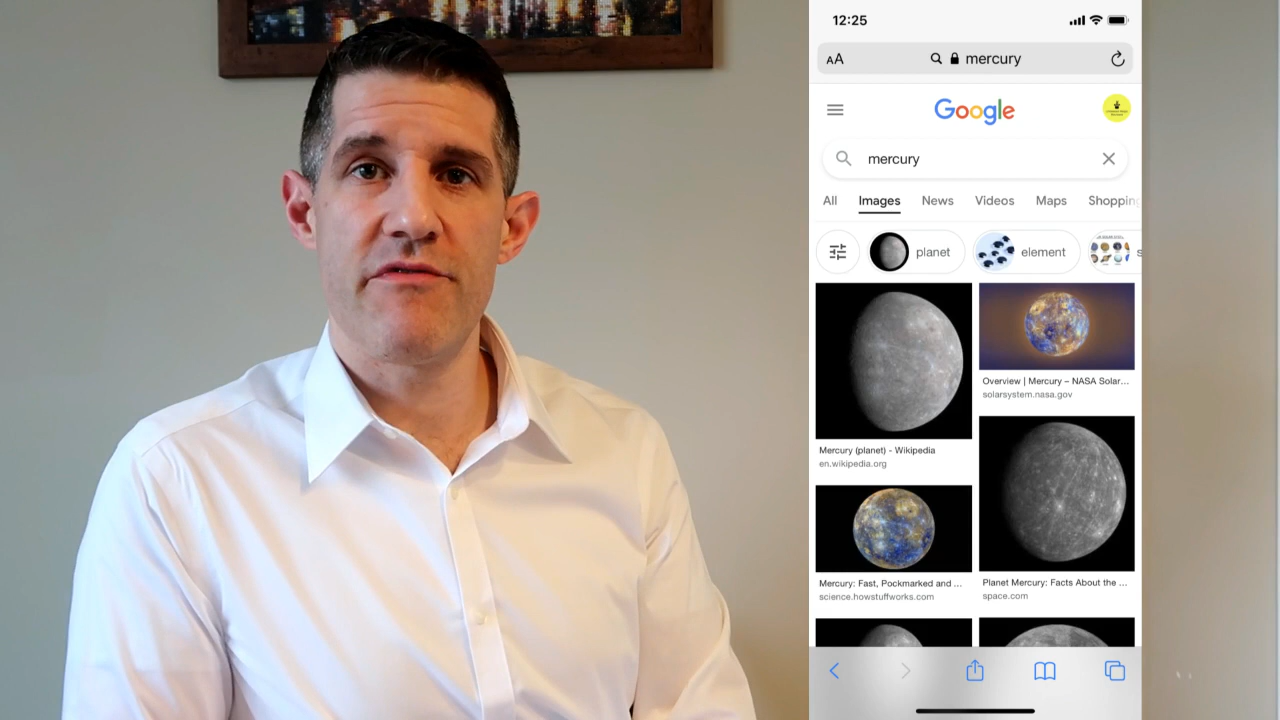 12:25
AA mercury
Google
mercury
All Images News Videos Maps Shopping
planet element s
Mercury (planet) - Wikipedia
en.wikipedia.org
Overview | Mercury – NASA Solar...
solarsystem.nasa.gov
Mercury: Fast, Pockmarked and ...
science.howstuffworks.com
Planet Mercury: Facts About the ...
space.com